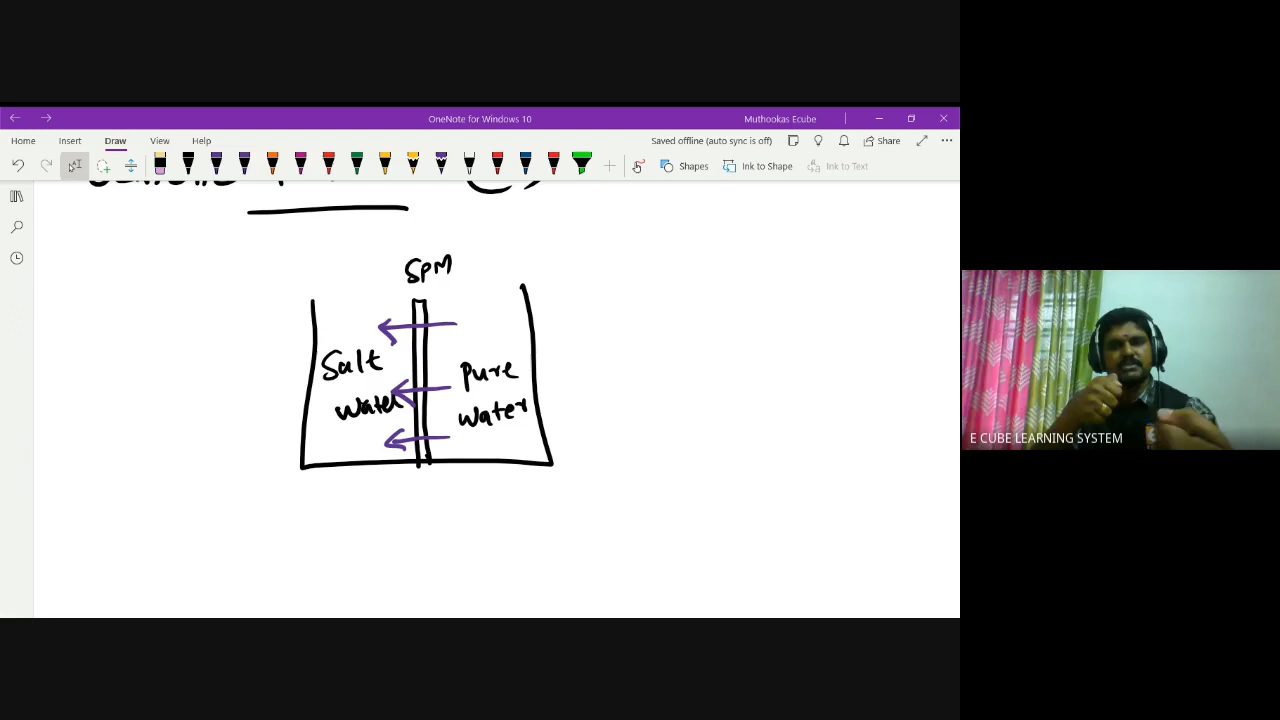 OneNote for Windows 10
Muthookas Ecube
Home Insert Draw View Help
Saved offline (auto sync is off)
Share
Shapes
Ink to Shape
Ink to Text
SPM
Salt
Water
Pure
Water
E CUBE LEARNING SYSTEM